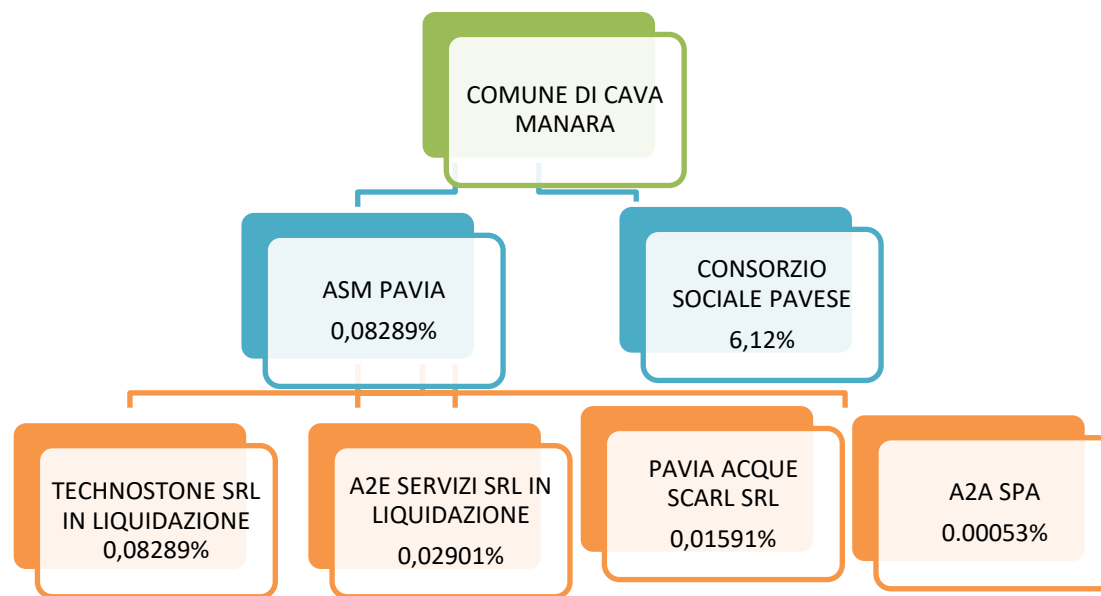 COMUNE DI CAVA
MANARA
ASM PAVIA
0,08289%
CONSORZIO
SOCIALE PAVESE
6,12%
TECHNOSTONE SRL
IN LIQUIDAZIONE
0,08289%
A2E SERVIZI SRL IN
LIQUIDAZIONE
0,02901%
PAVIA ACQUE
SCARL SRL
0,01591%
A2A SPA
0.00053%